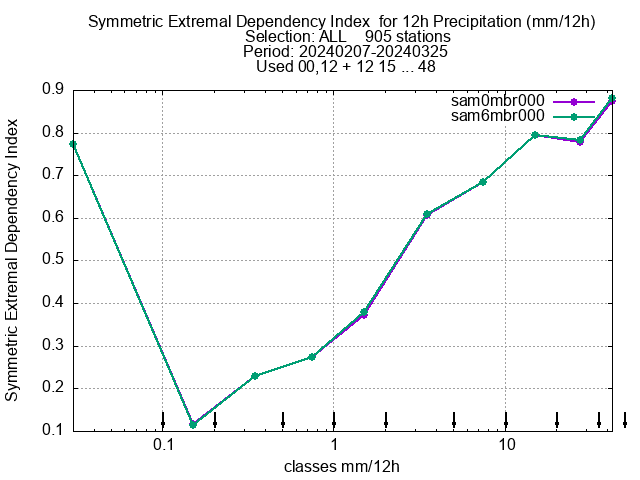 Symmetric Extremal Dependency Index  for 12h Precipitation (mm/12h)
Selection: ALL    905 stations
Period: 20240207-20240325
Used 00,12 + 12 15 ... 48
sam0mbr000
sam6mbr000
Symmetric Extremal Dependency Index
0.9
0.8
0.7
0.6
0.5
0.4
0.3
0.2
0.1
0.1 1 10
classes mm/12h